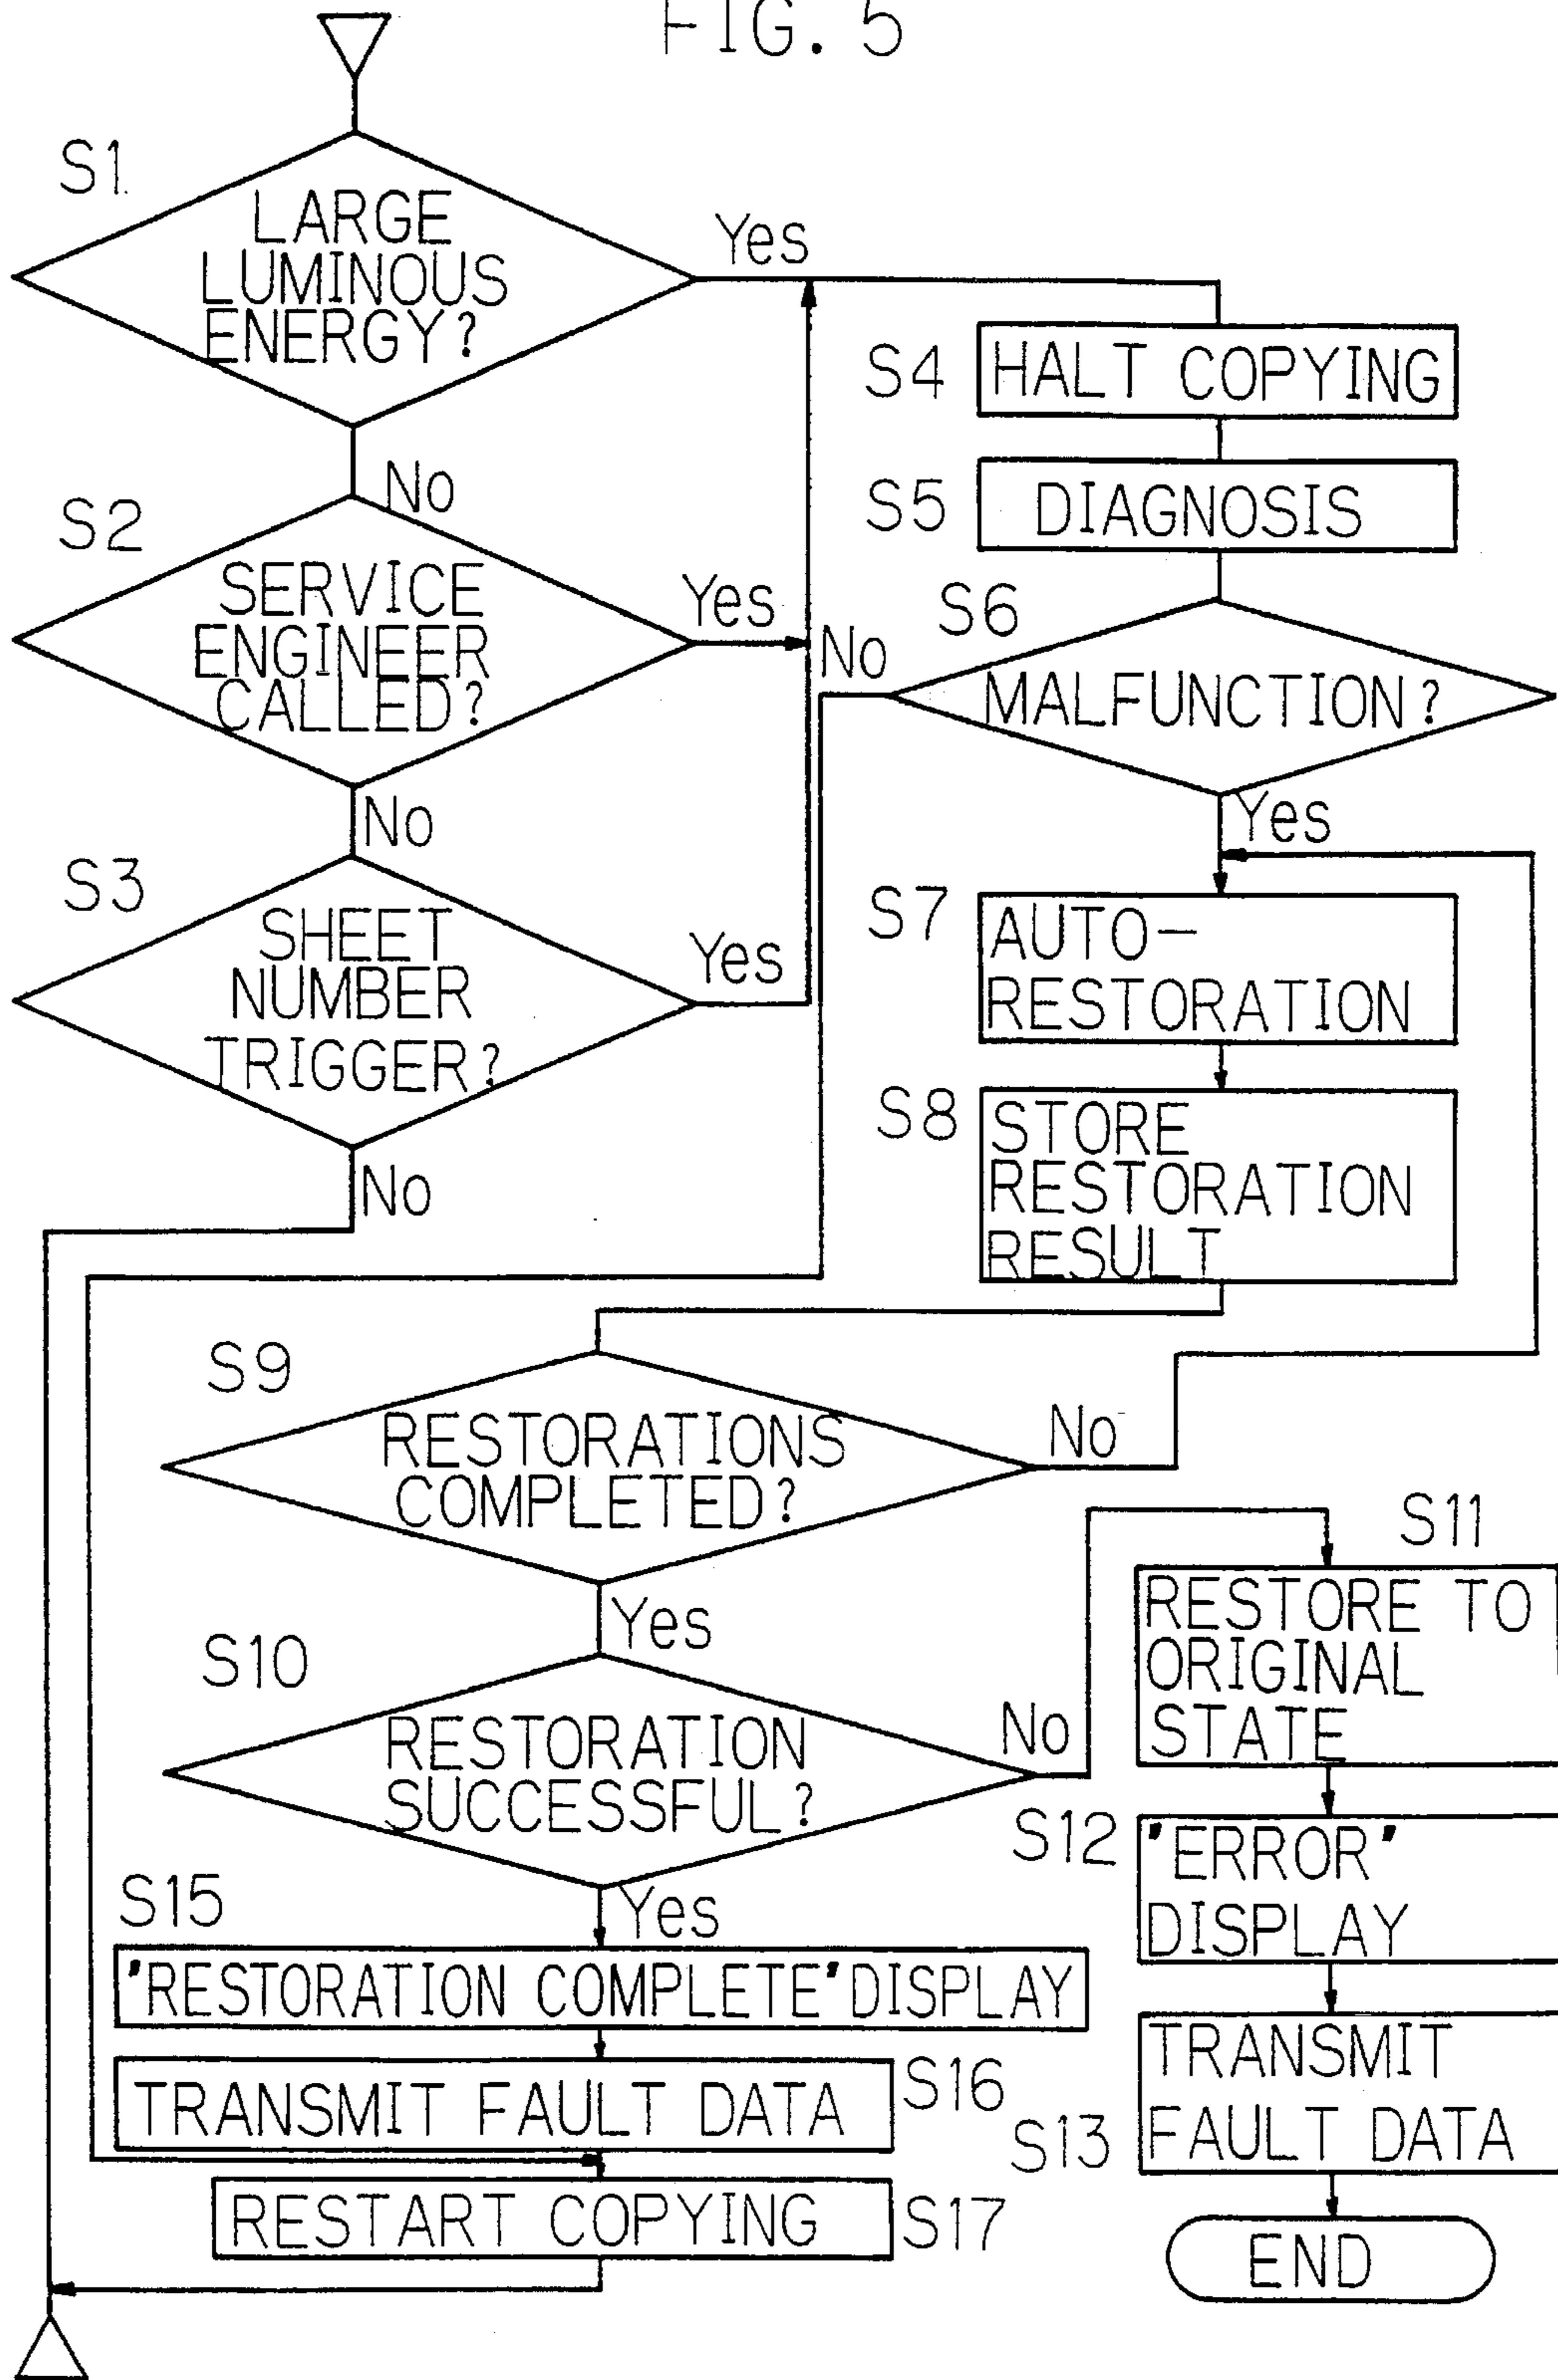 FIG. 5
S1
LARGE
LUMINOUS
ENERGY?
Yes
No
S2
SERVICE
ENGINEER
CALLED?
Yes
No
S3
SHEET
NUMBER
TRIGGER?
Yes
No
S4
HALT COPYING
S5
DIAGNOSIS
S6
MALFUNCTION?
No
Yes
S7
AUTO-
RESTORATION
S8
STORE
RESTORATION
RESULT
S9
RESTORATIONS
COMPLETED?
No
Yes
S10
RESTORATION
SUCCESSFUL?
No
Yes
S11
RESTORE TO
ORIGINAL
STATE
S12
"ERROR"
DISPLAY
S13
TRANSMIT
FAULT DATA
END
S15
"RESTORATION COMPLETE" DISPLAY
TRANSMIT FAULT DATA
S16
RESTART COPYING
S17